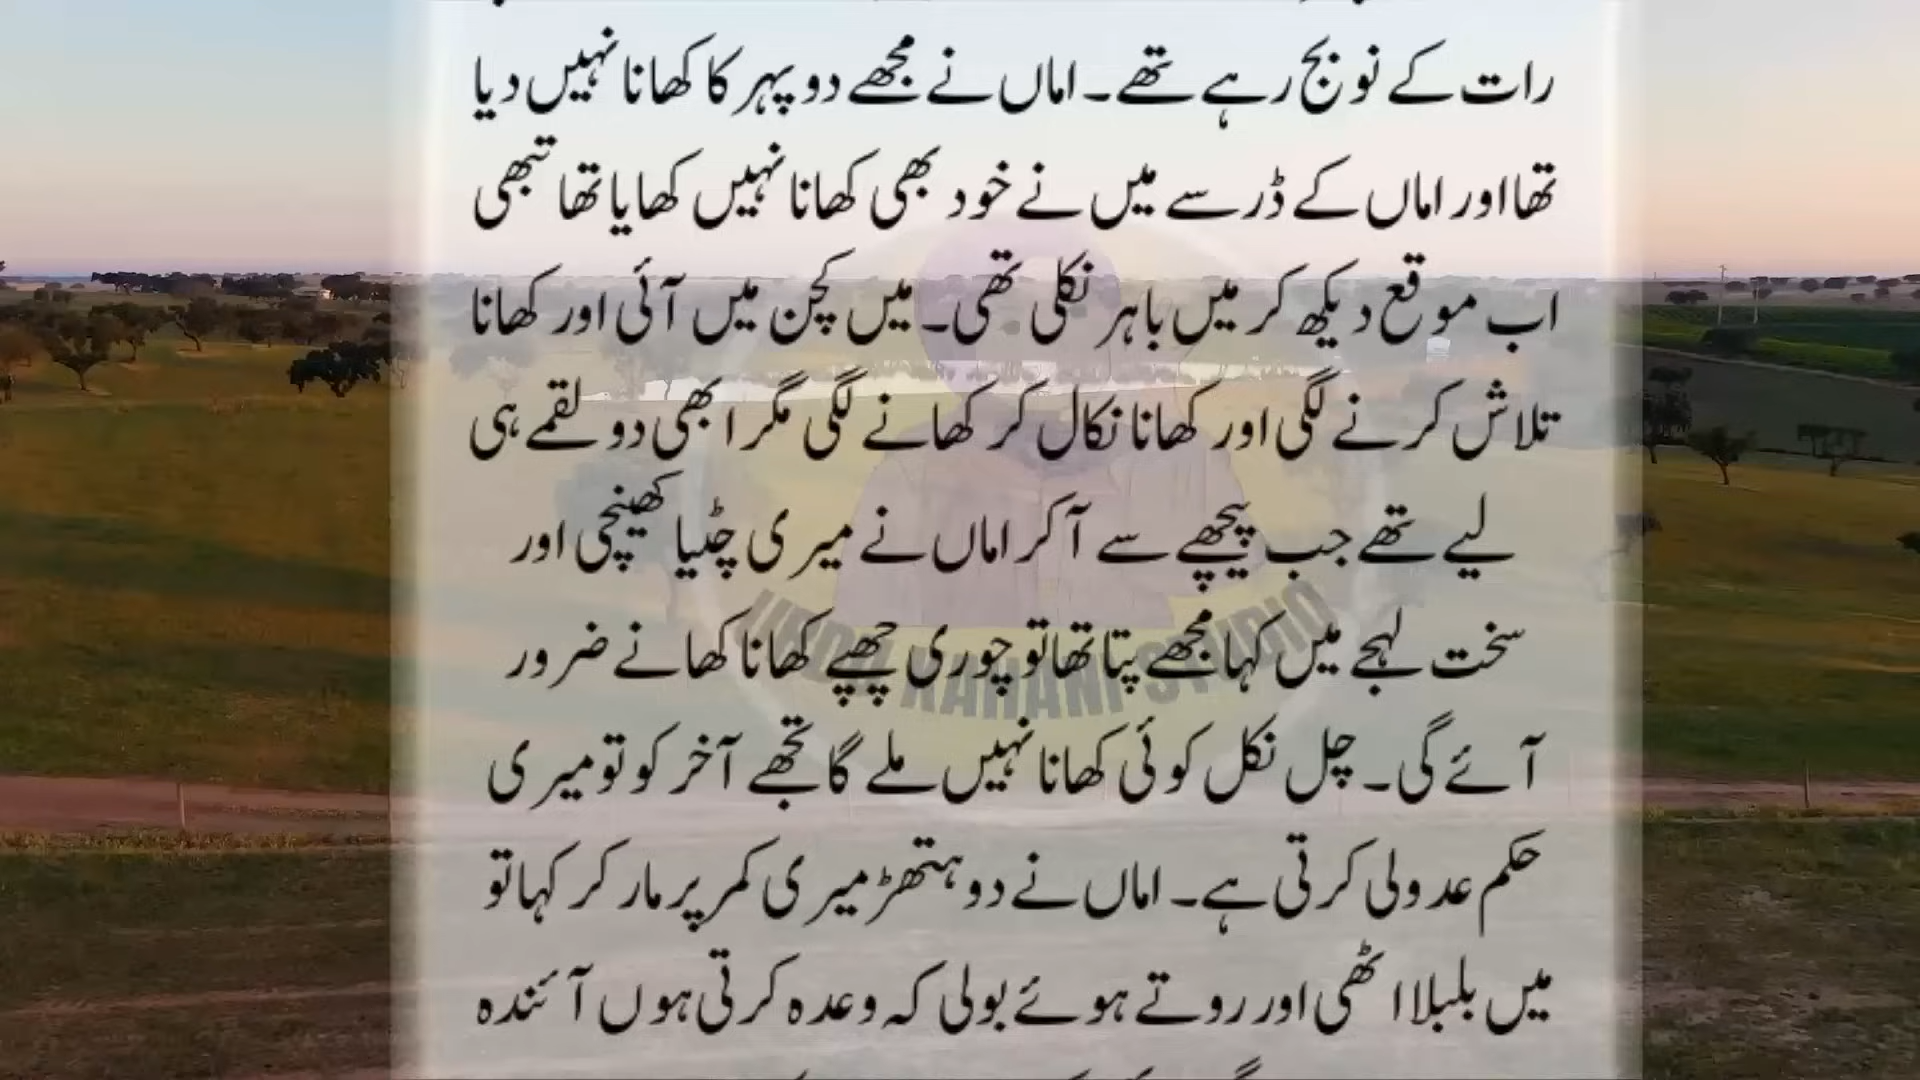 رات کے نو بج رہے تھے۔ اماں نے مجھے دوپہر کا کھانا نہیں دیا
تھا اور اماں کے ڈر سے میں نے خود بھی کھانا نہیں کھایا تھا تبھی
اب موقع دیکھ کر میں باہر نکلی تھی۔ میں کچن میں آئی اور کھانا
تلاش کرنے لگی اور کھانا نکال کر کھانے لگی مگر ابھی دو لقمے ہی
لیے تھے جب پیچھے سے آ کر اماں نے میری چٹیا کھینچی اور
سخت لہجے میں کہا مجھے پتا تھا تو چوری چھپے کھانا کھانے ضرور
آئے گی۔ چل نکل کوئی کھانا نہیں ملے گا تجھے آخر کو تو میری
حکم عدولی کرتی ہے۔ اماں نے دو ہتھڑ میری کمر پر مار کر کہا تو
میں بلبلا اٹھی اور روتے ہوئے بولی کہ وعدہ کرتی ہوں آئندہ
URDU KAHANI STUDIO